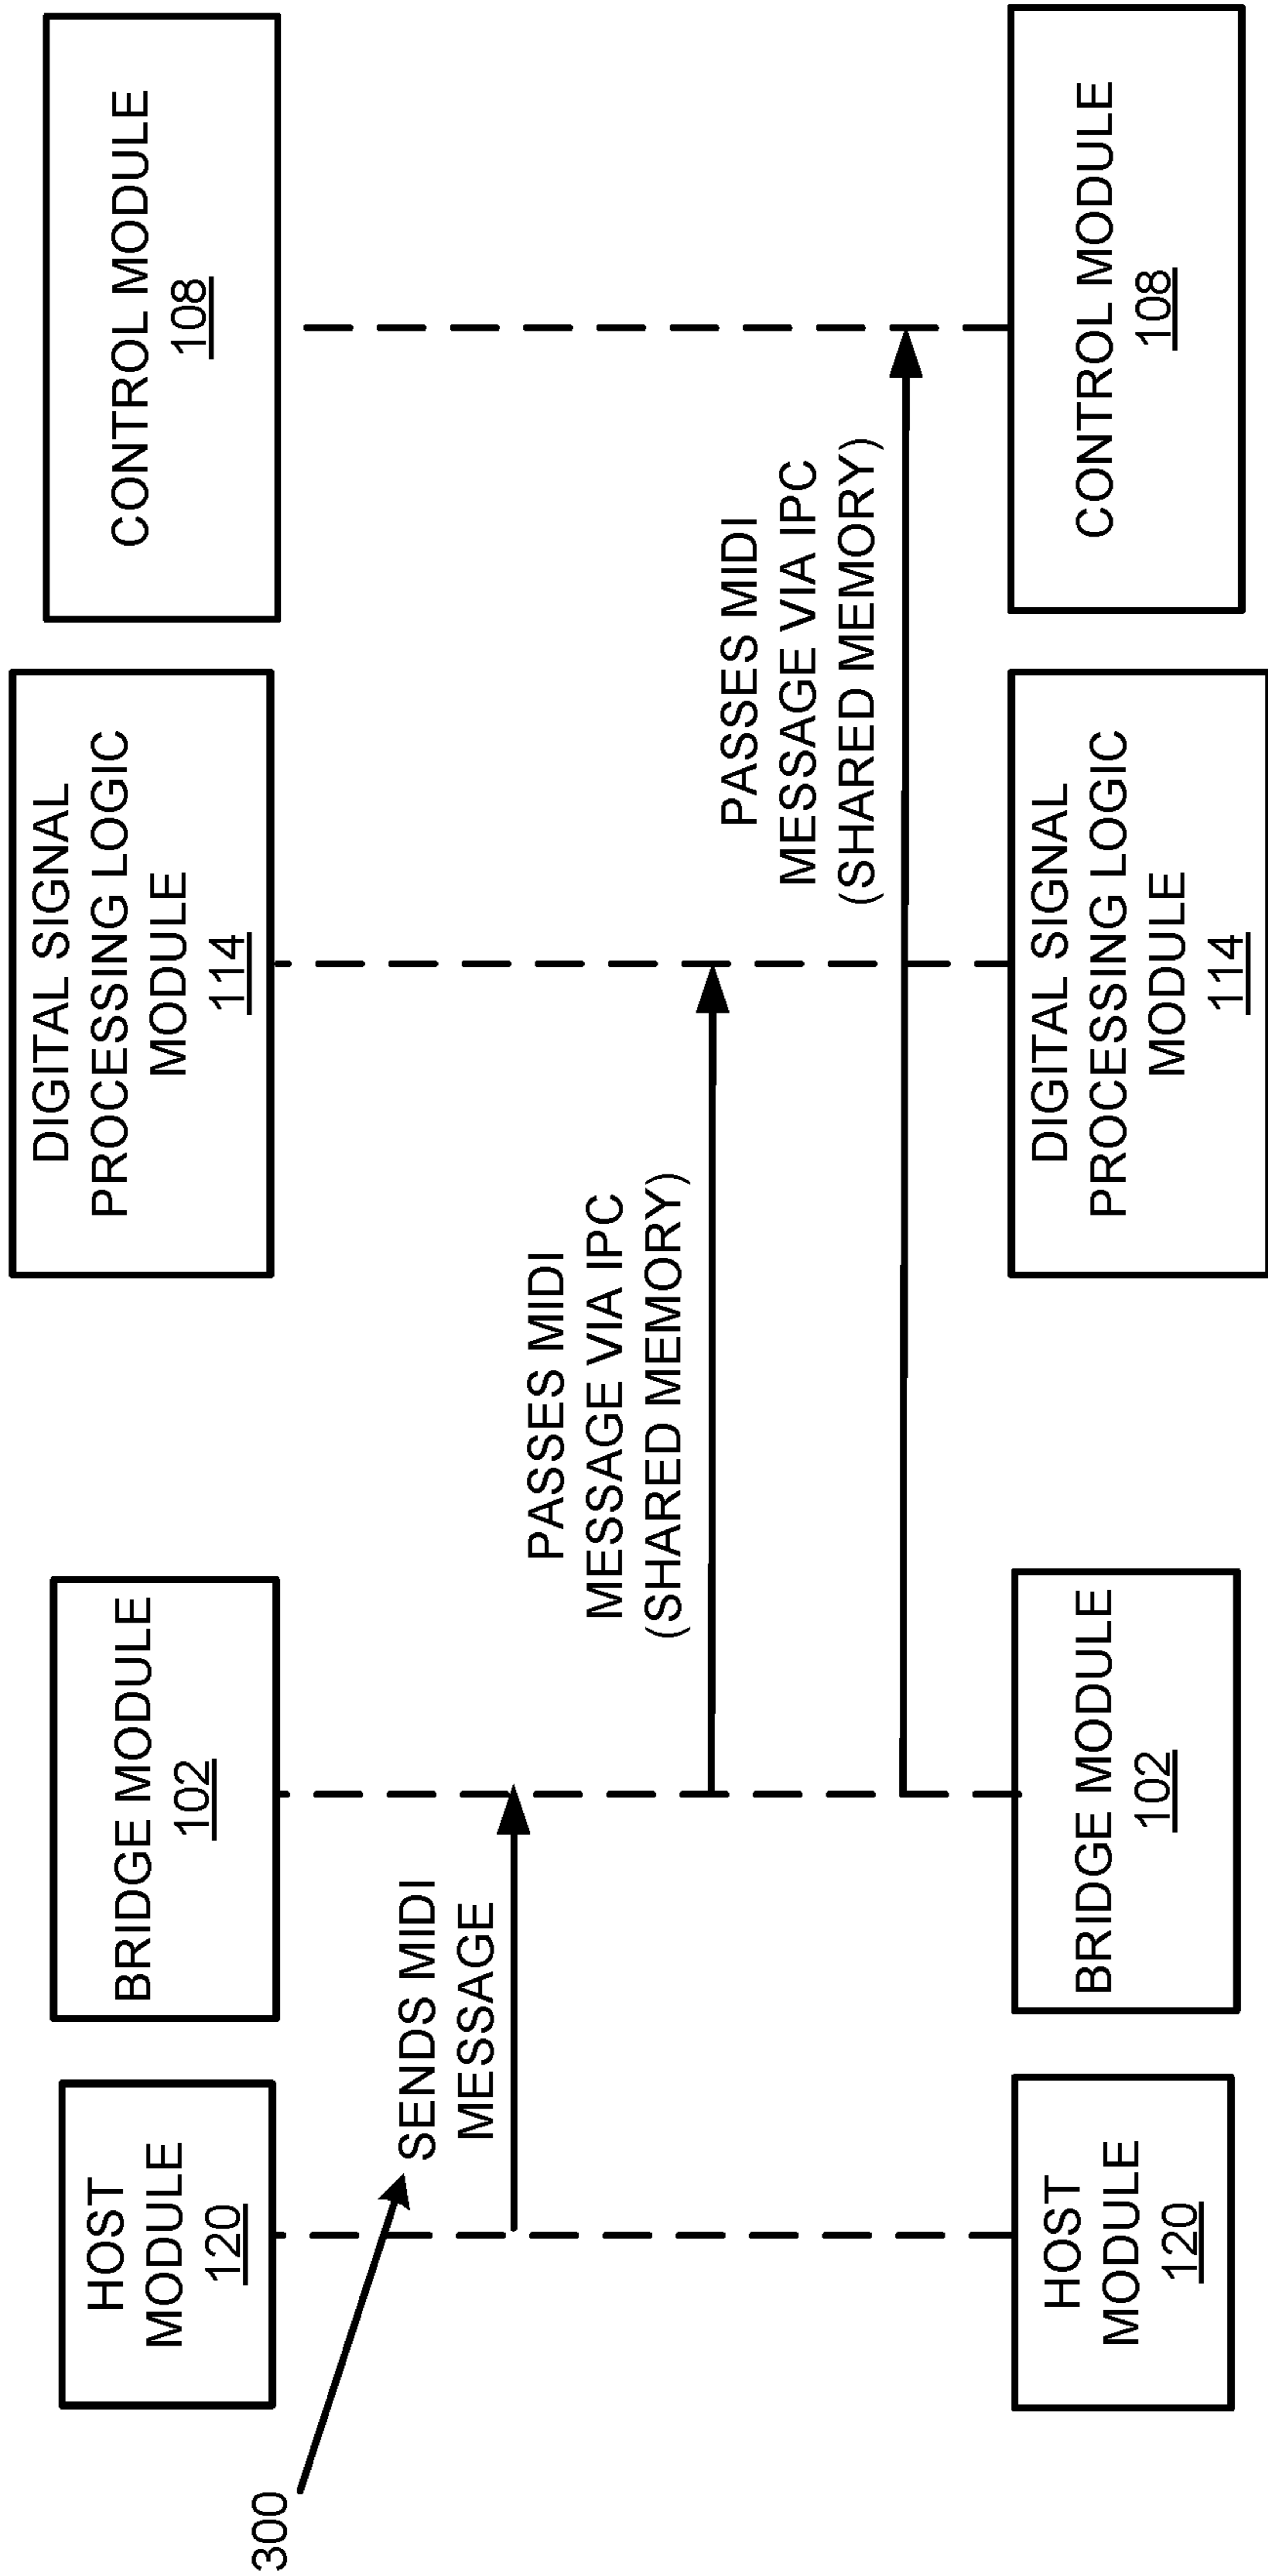 300
HOST
MODULE
120
BRIDGE MODULE
102
DIGITAL SIGNAL
PROCESSING LOGIC
MODULE
114
CONTROL MODULE
108
SENDS MIDI
MESSAGE
PASSES MIDI
MESSAGE VIA IPC
(SHARED MEMORY)
PASSES MIDI
MESSAGE VIA IPC
(SHARED MEMORY)
HOST
MODULE
120
BRIDGE MODULE
102
DIGITAL SIGNAL
PROCESSING LOGIC
MODULE
114
CONTROL MODULE
108